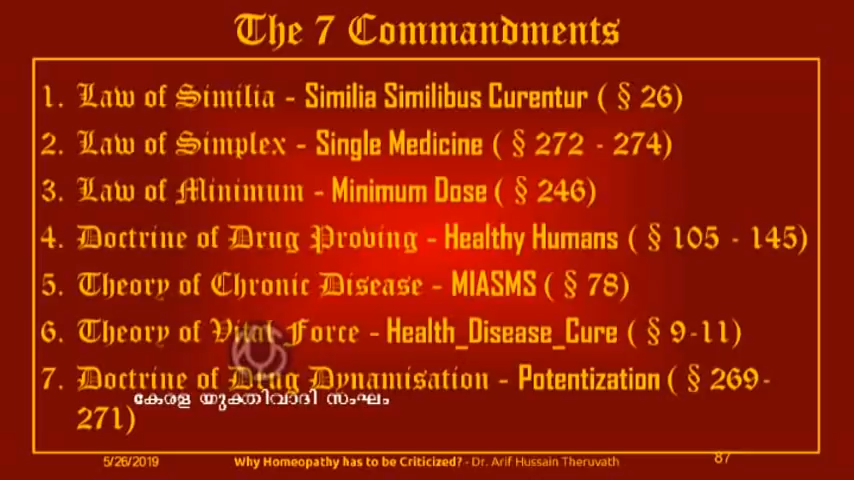 The 7 Commandments
1. Law of Similia - Similia Similibus Curentur ( § 26)
2. Law of Simplex - Single Medicine ( § 272 - 274)
3. Law of Minimum - Minimum Dose ( § 246)
4. Doctrine of Drug Proving - Healthy Humans ( § 105 - 145)
5. Theory of Chronic Disease - MIASMS ( § 78)
6. Theory of Vital Force - Health_Disease_Cure ( § 9-11)
7. Doctrine of Drug Dynamisation - Potentization ( § 269-
271)
കേരള യുക്തിവാദി സംഘം
5/26/2019 Why Homeopathy has to be Criticized? - Dr. Arif Hussain Theruvath 87